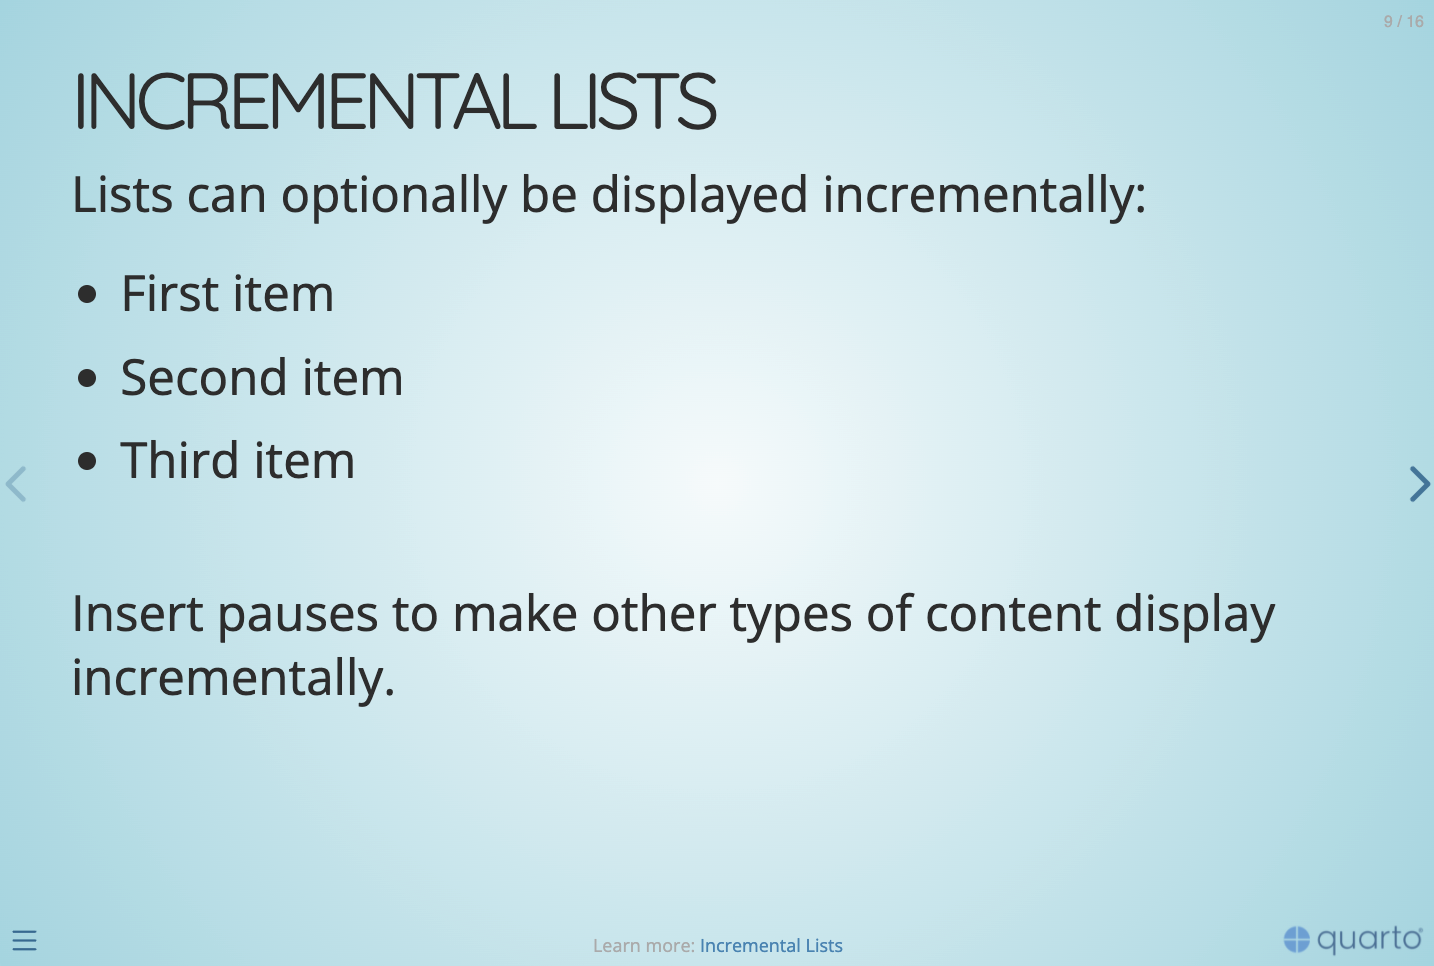 9 / 16
INCREMENTAL LISTS
Lists can optionally be displayed incrementally:
• First item
• Second item
• Third item
Insert pauses to make other types of content display
incrementally.
Learn more: Incremental Lists
quarto